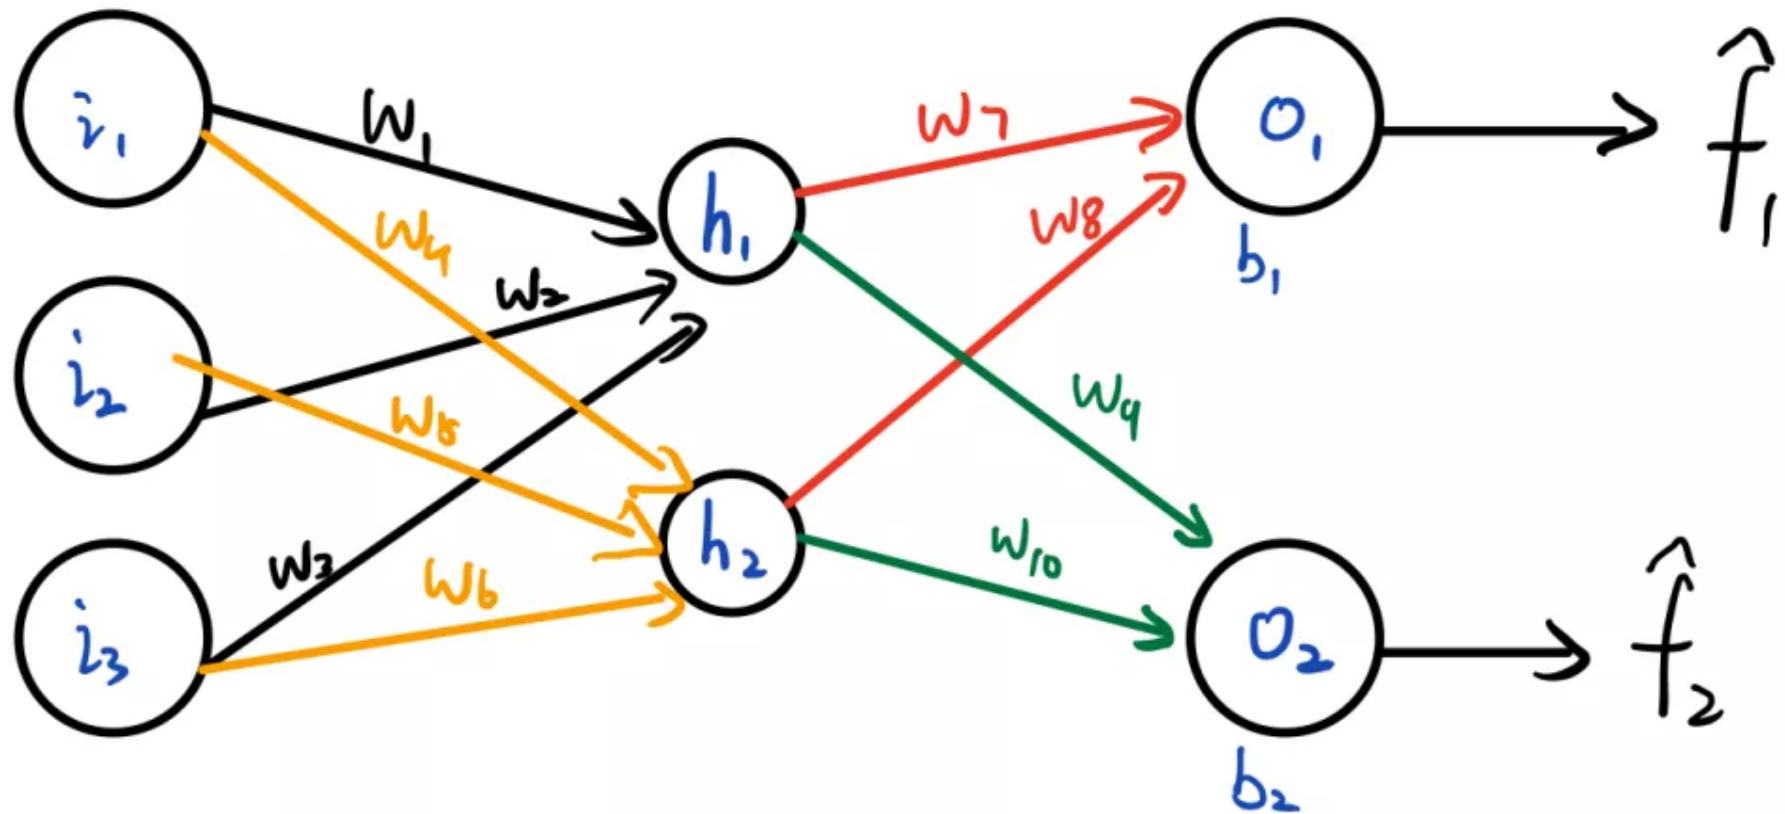 i₁
W₁
W₄
h₁
W₇
W₈
O₁
b₁
f̂₁
i₂
W₂
W₅
W₉
i₃
W₃
W₆
h₂
W₁₀
O₂
b₂
f̂₂